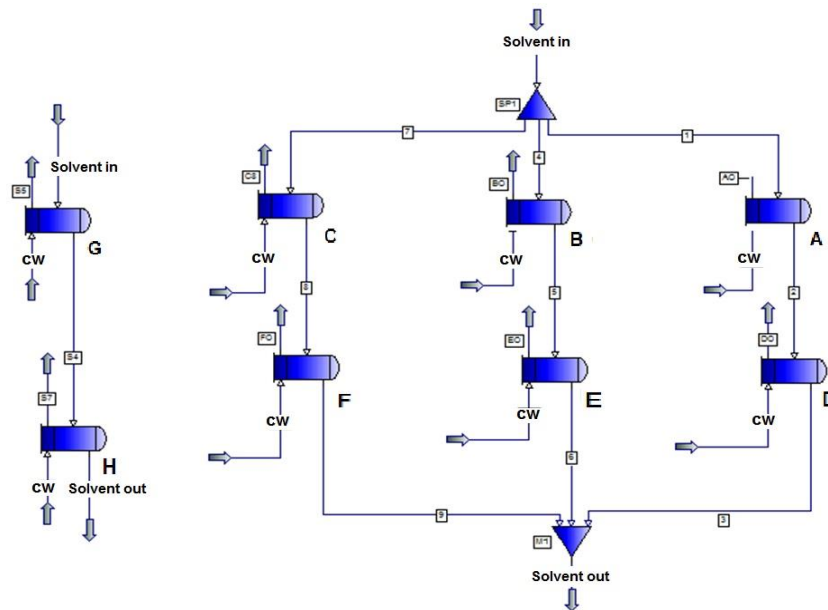 Solvent in
SP1
7
4
1
Solvent in
S5
G
CW
C8
C
CW
BO
B
CW
AO
A
CW
8
5
2
S4
S7
H
CW
Solvent out
FO
F
CW
EO
E
CW
DO
D
CW
9
6
3
M1
Solvent out